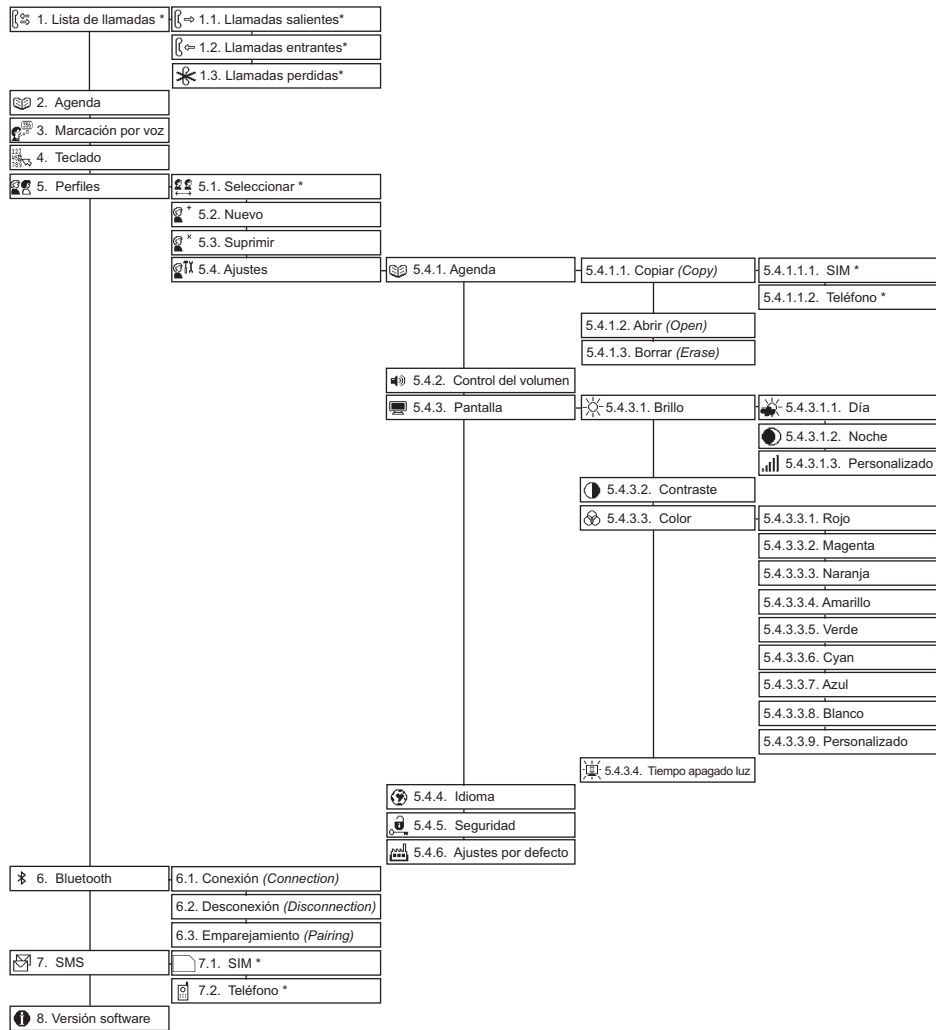 1. Lista de llamadas *
1.1. Llamadas salientes*
1.2. Llamadas entrantes*
1.3. Llamadas perdidas*
2. Agenda
3. Marcación por voz
4. Teclado
5. Perfiles
5.1. Seleccionar *
5.2. Nuevo
5.3. Suprimir
5.4. Ajustes
5.4.1. Agenda
5.4.1.1. Copiar (Copy)
5.4.1.1.1. SIM *
5.4.1.1.2. Teléfono *
5.4.1.2. Abrir (Open)
5.4.1.3. Borrar (Erase)
5.4.2. Control del volumen
5.4.3. Pantalla
5.4.3.1. Brillo
5.4.3.1.1. Día
5.4.3.1.2. Noche
5.4.3.1.3. Personalizado
5.4.3.2. Contraste
5.4.3.3. Color
5.4.3.3.1. Rojo
5.4.3.3.2. Magenta
5.4.3.3.3. Naranja
5.4.3.3.4. Amarillo
5.4.3.3.5. Verde
5.4.3.3.6. Cyan
5.4.3.3.7. Azul
5.4.3.3.8. Blanco
5.4.3.3.9. Personalizado
5.4.3.4. Tiempo apagado luz
5.4.4. Idioma
5.4.5. Seguridad
5.4.6. Ajustes por defecto
6. Bluetooth
6.1. Conexión (Connection)
6.2. Desconexión (Disconnection)
6.3. Emparejamiento (Pairing)
7. SMS
7.1. SIM *
7.2. Teléfono *
8. Versión software